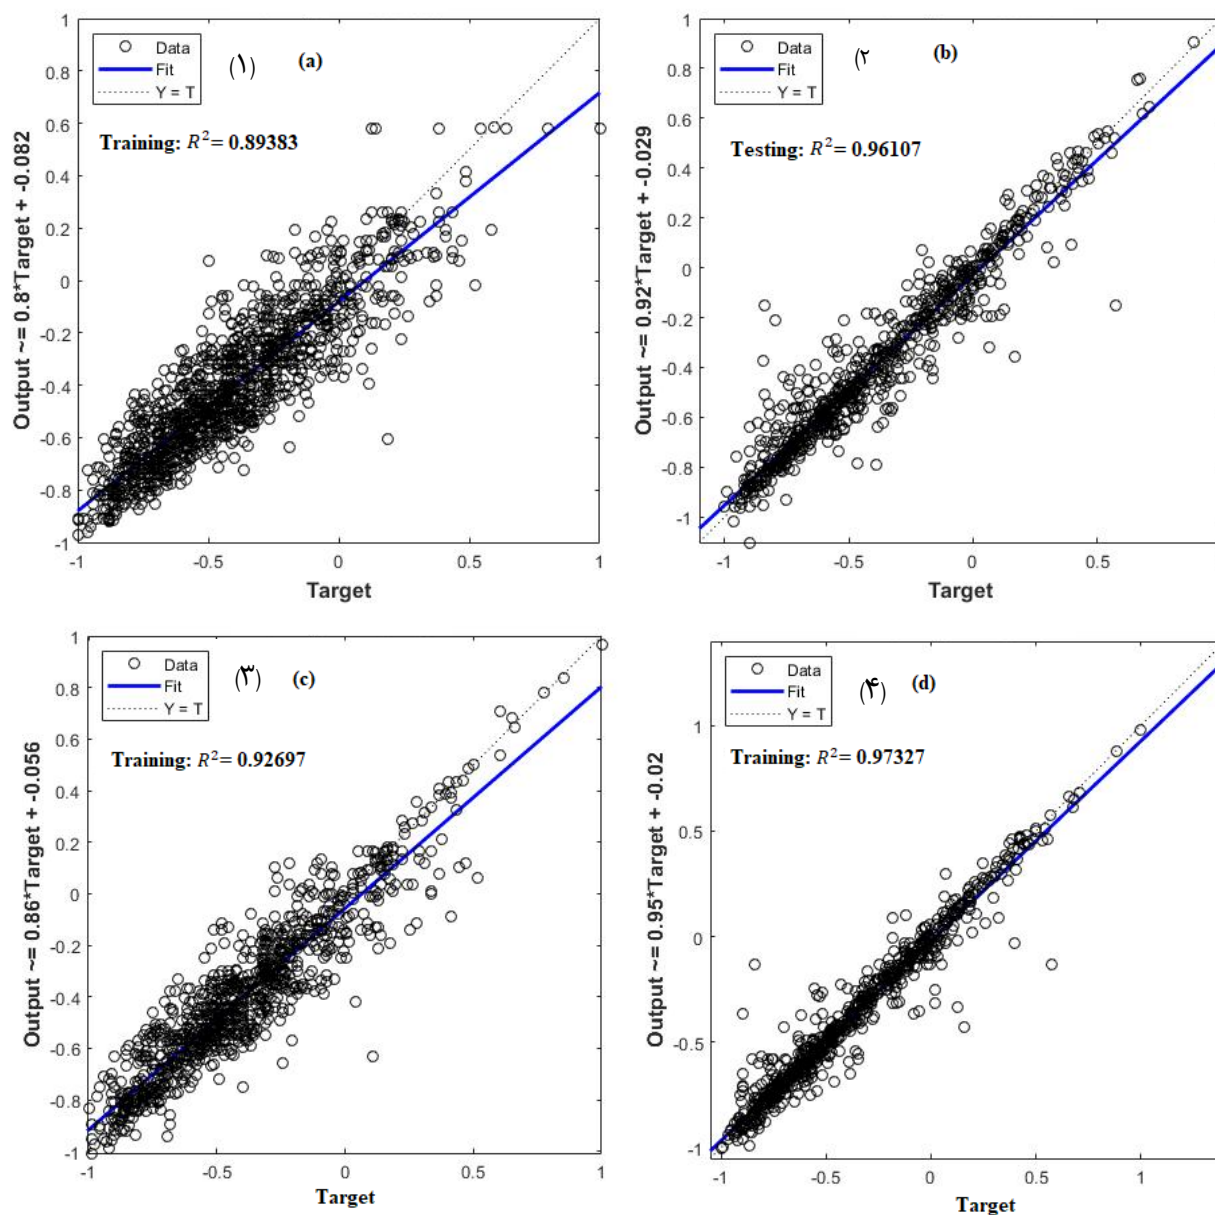 Data
Fit
Y = T
(۱)
(a)
Training: R²= 0.89383
Output ~= 0.8*Target + -0.082
1
0.8
0.6
0.4
0.2
0
-0.2
-0.4
-0.6
-0.8
-1
-1
-0.5
0
0.5
1
Target
Data
Fit
Y = T
(۲)
(b)
Testing: R²= 0.96107
Output ~= 0.92*Target + -0.029
1
0.8
0.6
0.4
0.2
0
-0.2
-0.4
-0.6
-0.8
-1
-1
-0.5
0
0.5
Target
Data
Fit
Y = T
(۳)
(c)
Training: R²= 0.92697
Output ~= 0.86*Target + -0.056
1
0.8
0.6
0.4
0.2
0
-0.2
-0.4
-0.6
-0.8
-1
-1
-0.5
0
0.5
1
Target
Data
Fit
Y = T
(۴)
(d)
Training: R²= 0.97327
Output ~= 0.95*Target + -0.02
1
0.5
0
-0.5
-1
-1
-0.5
0
0.5
1
Target